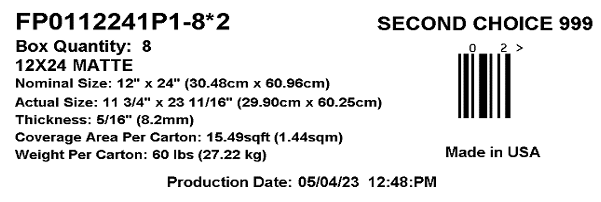 FP0112241P1-8*2
SECOND CHOICE 999
Box Quantity: 8
0 2 >
12X24 MATTE
Nominal Size: 12" x 24" (30.48cm x 60.96cm)
Actual Size: 11 3/4" x 23 11/16" (29.90cm x 60.25cm)
Thickness: 5/16" (8.2mm)
Coverage Area Per Carton: 15.49sqft (1.44sqm)
Weight Per Carton: 60 lbs (27.22 kg)
Made in USA
Production Date: 05/04/23 12:48:PM